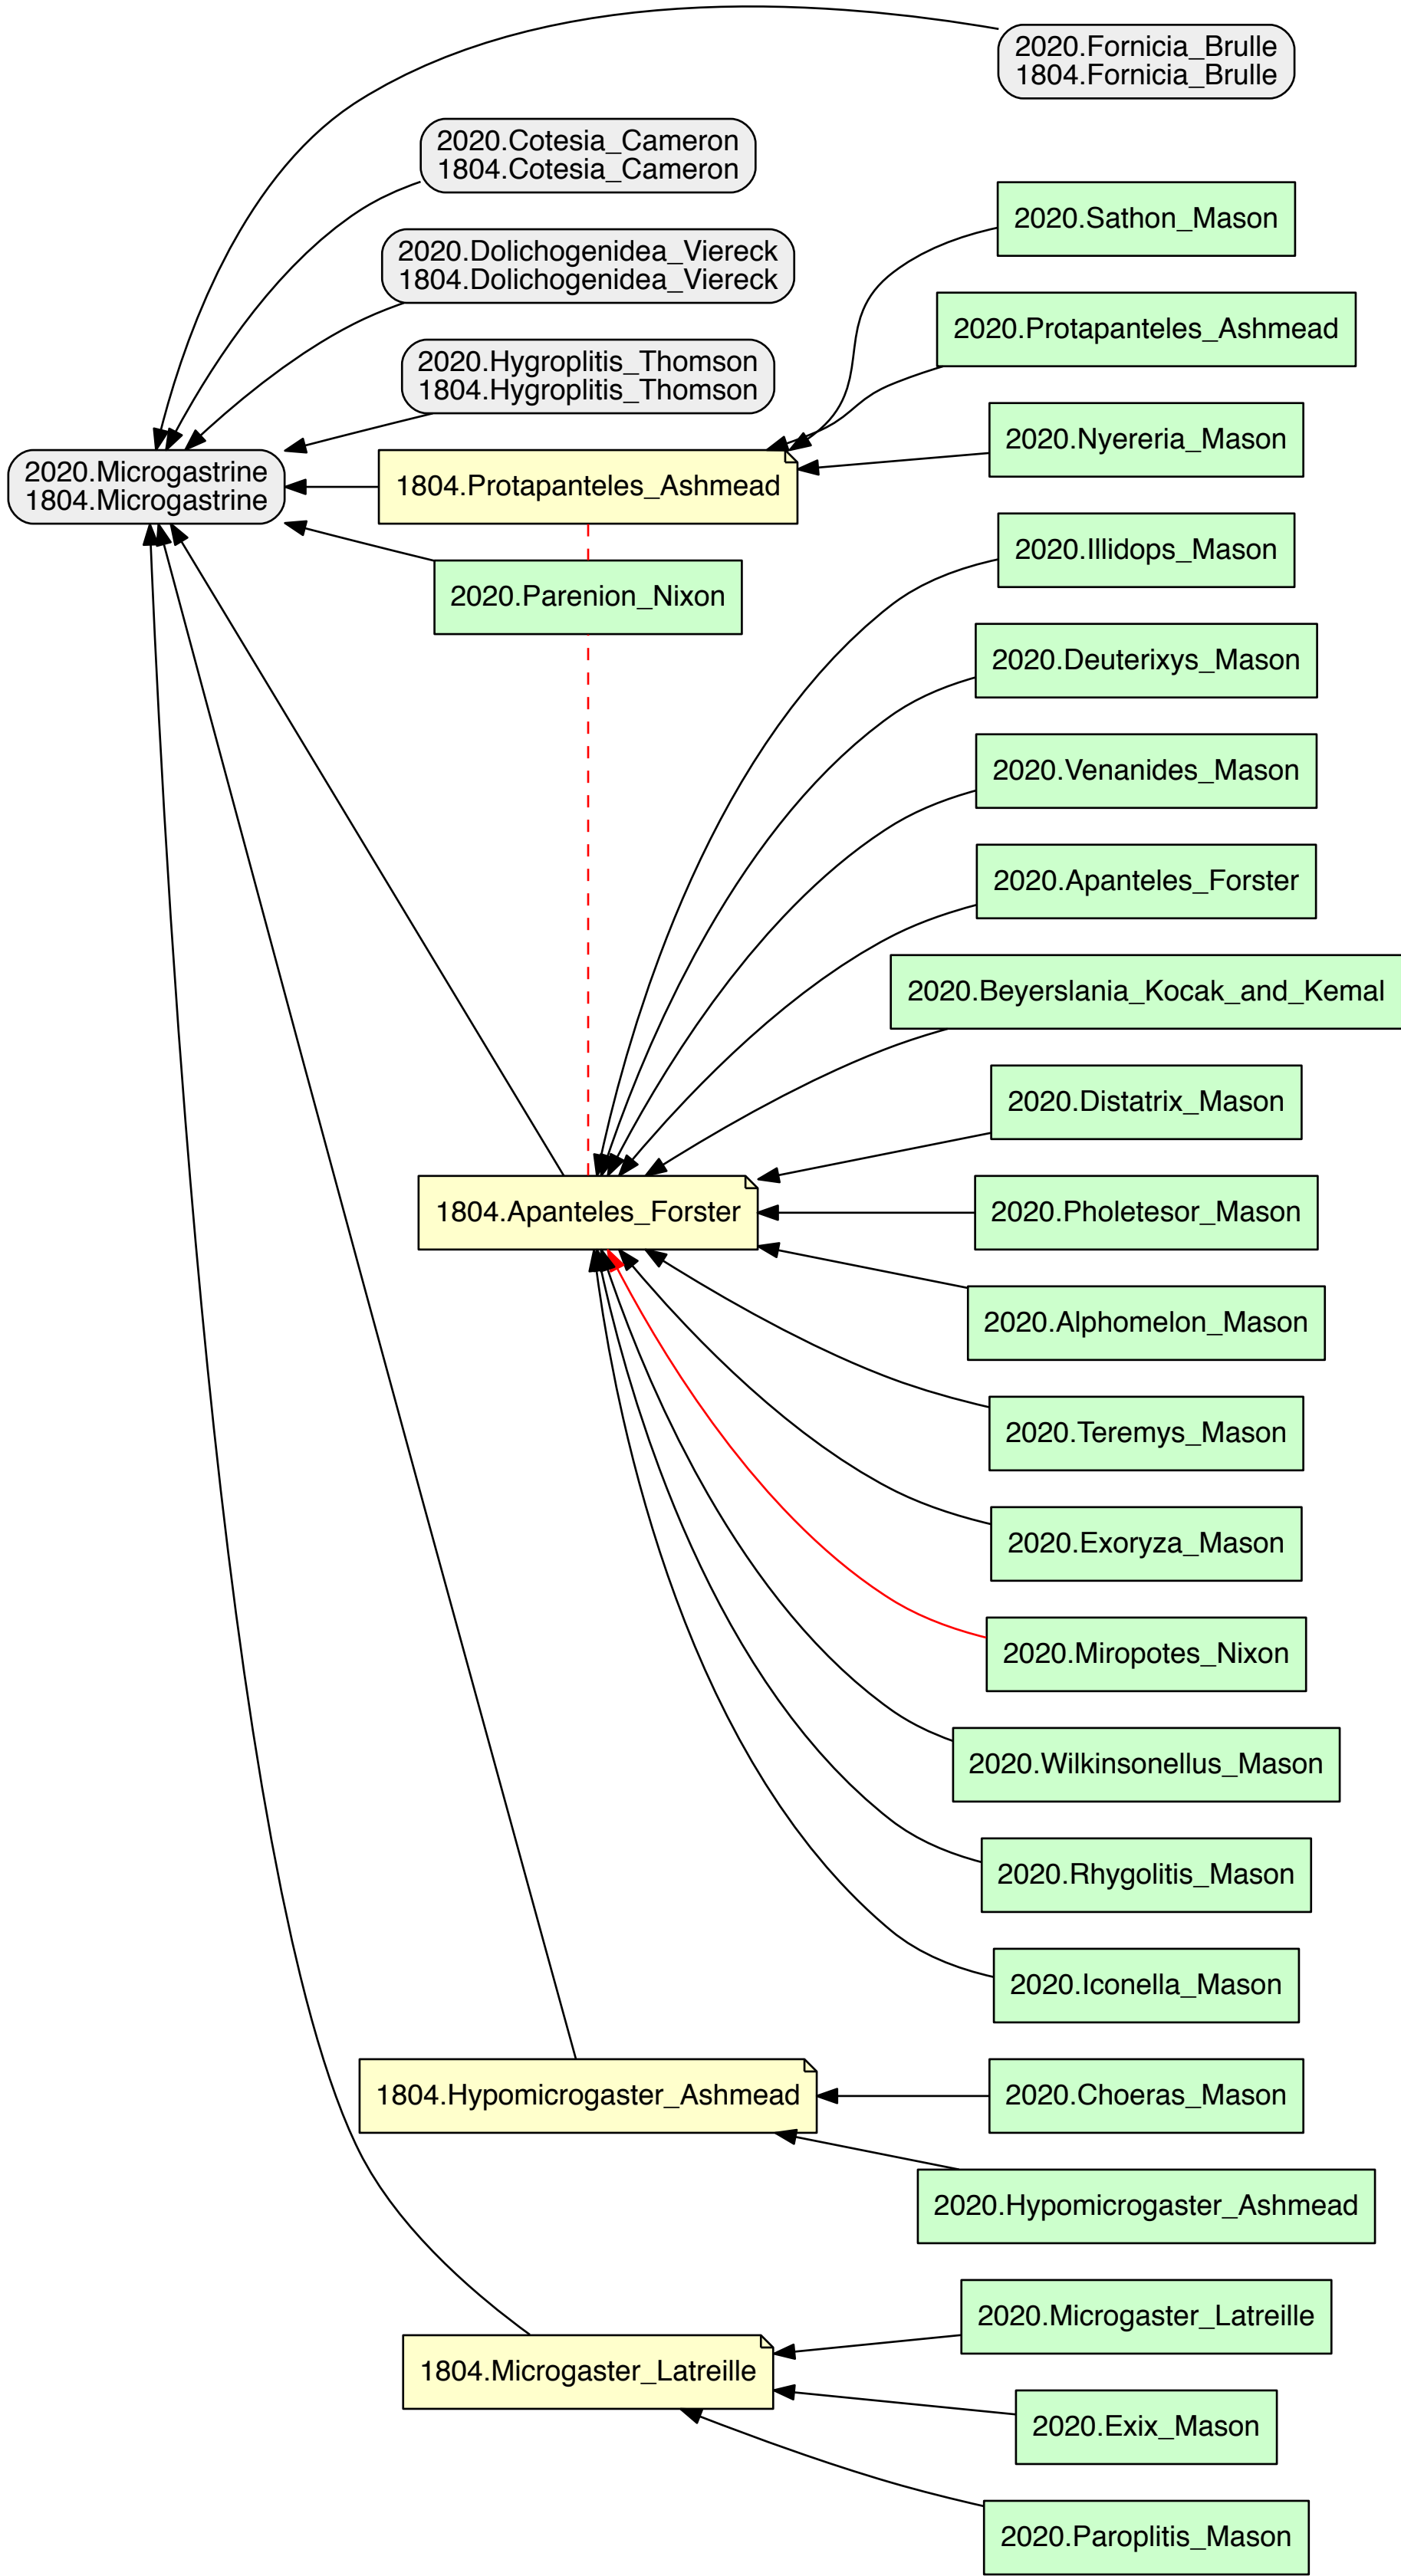 2020.Fornicia_Brulle
1804.Fornicia_Brulle
2020.Cotesia_Cameron
1804.Cotesia_Cameron
2020.Sathon_Mason
2020.Dolichogenidea_Viereck
1804.Dolichogenidea_Viereck
2020.Protapanteles_Ashmead
2020.Hygroplitis_Thomson
1804.Hygroplitis_Thomson
2020.Nyereria_Mason
2020.Microgastrine
1804.Microgastrine
1804.Protapanteles_Ashmead
2020.Illidops_Mason
2020.Parenion_Nixon
2020.Deuterixys_Mason
2020.Venanides_Mason
2020.Apanteles_Forster
2020.Beyerslania_Kocak_and_Kemal
2020.Distatrix_Mason
1804.Apanteles_Forster
2020.Pholetesor_Mason
2020.Alphomelon_Mason
2020.Teremys_Mason
2020.Exoryza_Mason
2020.Miropotes_Nixon
2020.Wilkinsonellus_Mason
2020.Rhygolitis_Mason
2020.Iconella_Mason
1804.Hypomicrogaster_Ashmead
2020.Choeras_Mason
2020.Hypomicrogaster_Ashmead
2020.Microgaster_Latreille
1804.Microgaster_Latreille
2020.Exix_Mason
2020.Paroplitis_Mason